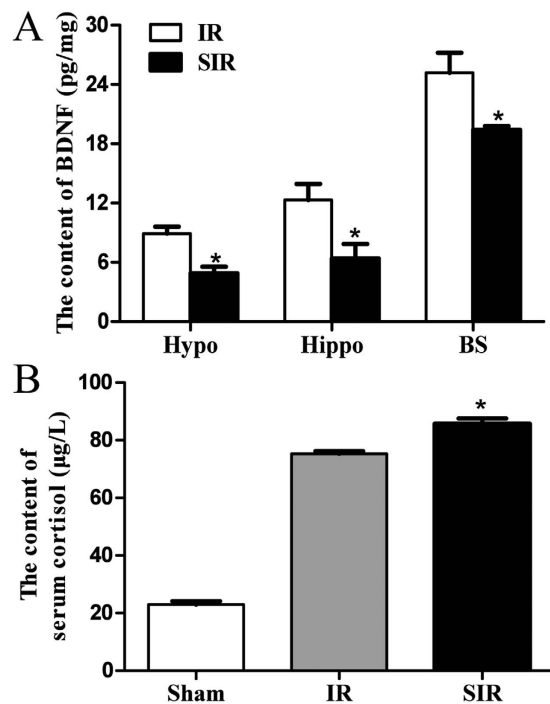 A
The content of BDNF (pg/mg)
30
24
18
12
6
0
IR
SIR
*
*
*
Hypo Hippo BS
B
The content of
serum cortisol (μg/L)
100
80
60
40
20
0
*
Sham IR SIR